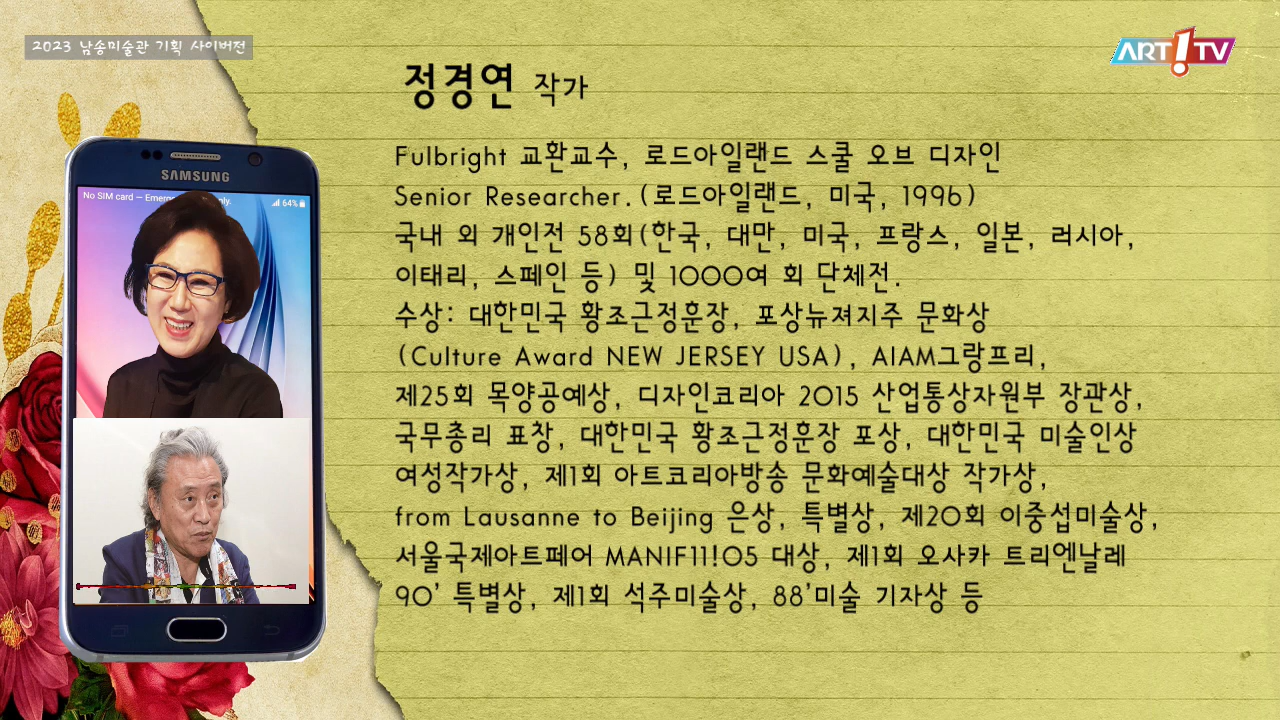 2023 남송미술관 기획 사이버전
ART!TV
정경연 작가
Fulbright 교환교수, 로드아일랜드 스쿨 오브 디자인
Senior Researcher.(로드아일랜드, 미국, 1996)
국내 외 개인전 58회(한국, 대만, 미국, 프랑스, 일본, 러시아,
이태리, 스페인 등) 및 1000여 회 단체전.
수상: 대한민국 황조근정훈장, 포상뉴져지주 문화상
(Culture Award NEW JERSEY USA), AIAM그랑프리,
제25회 목양공예상, 디자인코리아 2015 산업통상자원부 장관상,
국무총리 표창, 대한민국 황조근정훈장 포상, 대한민국 미술인상
여성작가상, 제1회 아트코리아방송 문화예술대상 작가상,
from Lausanne to Beijing 은상, 특별상, 제20회 이중섭미술상,
서울국제아트페어 MANIF11!05 대상, 제1회 오사카 트리엔날레
90' 특별상, 제1회 석주미술상, 88'미술 기자상 등
SAMSUNG
No SIM card — 64%